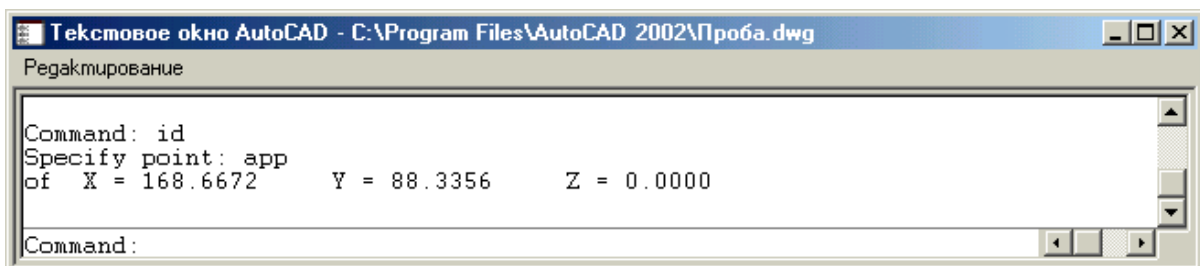 Текстовое окно AutoCAD - C:\Program Files\AutoCAD 2002\Проба.dwg
Редактирование
Command: id
Specify point: app
of  X = 168.6672     Y = 88.3356     Z = 0.0000
Command: